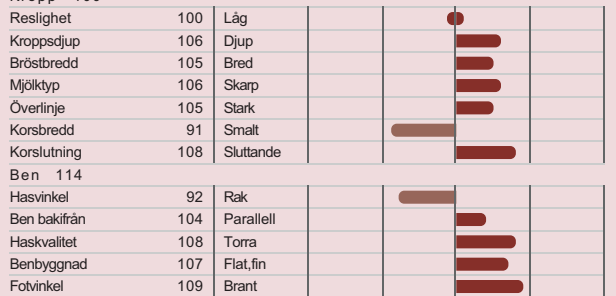 Reslighet 100 Låg
Kroppsdjup 106 Djup
Bröstbredd 105 Bred
Mjölktyp 106 Skarp
Överlinje 105 Stark
Korsbredd 91 Smalt
Korslutning 108 Sluttande
Ben 114
Hasvinkel 92 Rak
Ben bakifrån 104 Parallell
Haskvalitet 108 Torra
Benbyggnad 107 Flat,fin
Fotvinkel 109 Brant